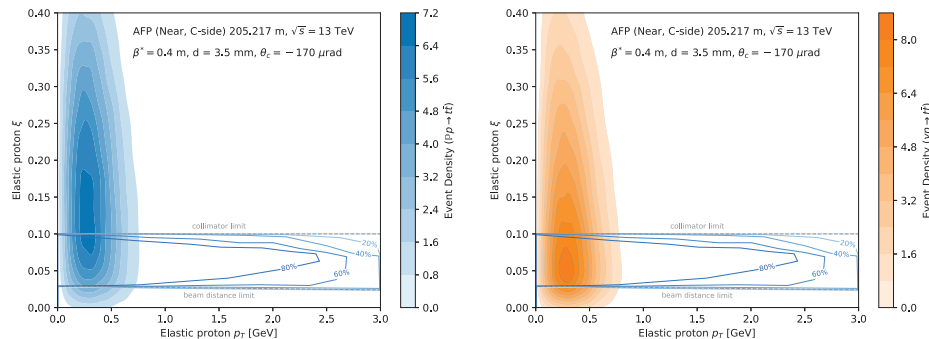 AFP (Near, C-side) 205.217 m, √s = 13 TeV
β* = 0.4 m, d = 3.5 mm, θc = −170 μrad
collimator limit
20%
40%
80%
60%
beam distance limit
0.40
0.35
0.30
0.25
0.20
0.15
0.10
0.05
0.00
Elastic proton ξ
0.0 0.5 1.0 1.5 2.0 2.5 3.0
Elastic proton pT [GeV]
7.2
6.4
5.6
4.8
4.0
3.2
2.4
1.6
0.8
0.0
Event Density (ℙp → tt̄)
AFP (Near, C-side) 205.217 m, √s = 13 TeV
β* = 0.4 m, d = 3.5 mm, θc = −170 μrad
collimator limit
20%
40%
80%
60%
beam distance limit
0.40
0.35
0.30
0.25
0.20
0.15
0.10
0.05
0.00
Elastic proton ξ
0.0 0.5 1.0 1.5 2.0 2.5 3.0
Elastic proton pT [GeV]
8.0
6.4
4.8
3.2
1.6
0.0
Event Density